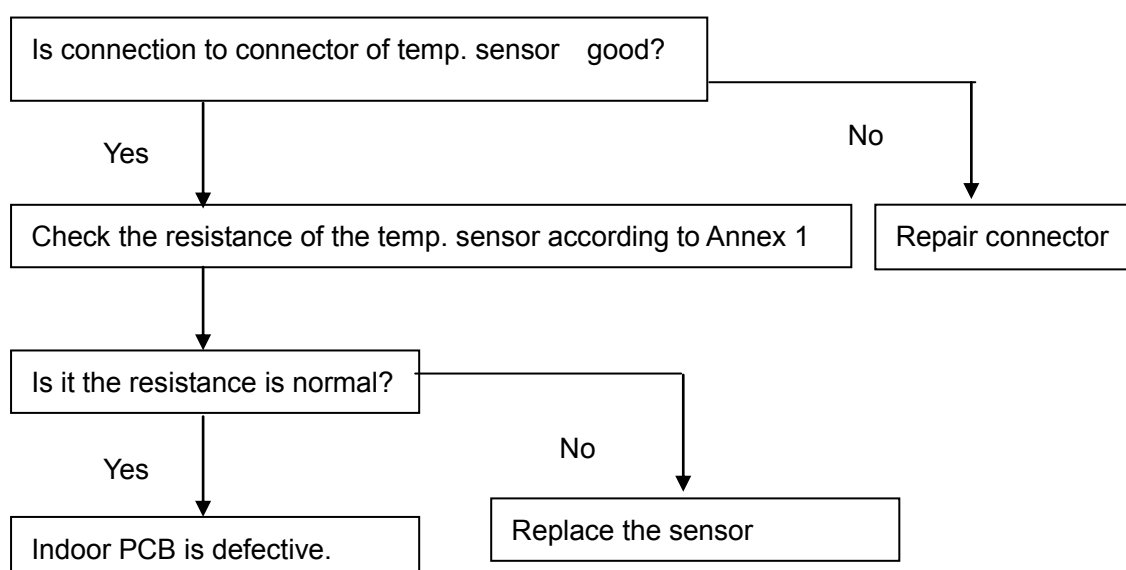 Is connection to connector of temp. sensor good?
No
Yes
Check the resistance of the temp. sensor according to Annex 1
Repair connector
Is it the resistance is normal?
No
Yes
Replace the sensor
Indoor PCB is defective.